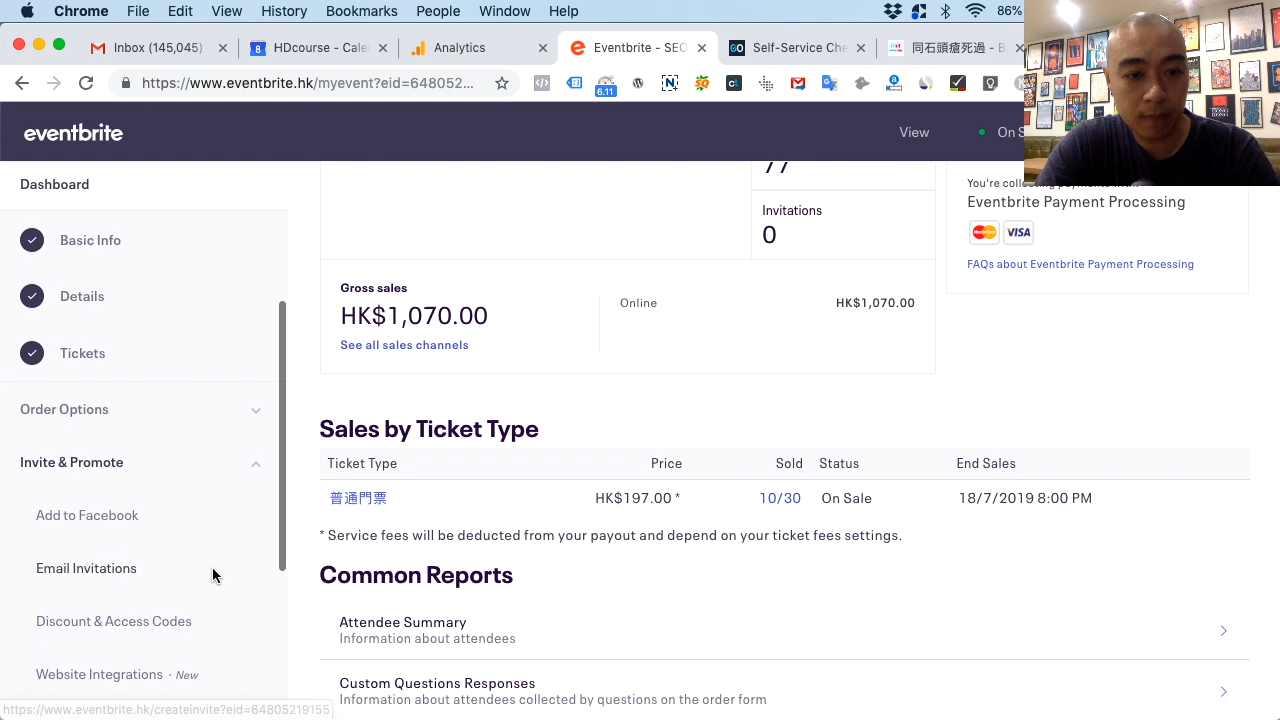 Chrome File Edit View History Bookmarks People Window Help 86%
Inbox (145,045) HDcourse - Cale Analytics Eventbrite - SEO Self-Service Che 同石頭瘡死過 - B
https://www.eventbrite.hk/myevent?eid=648052...
6.11
eventbrite View On S
Dashboard
Basic Info
Details
Tickets
Order Options
Invite & Promote
Add to Facebook
Email Invitations
Discount & Access Codes
Website Integrations · New
https://www.eventbrite.hk/createinvite?eid=64805219155
77
Invitations
0
Gross sales
HK$1,070.00
See all sales channels
Online HK$1,070.00
Eventbrite Payment Processing
VISA
FAQs about Eventbrite Payment Processing
Sales by Ticket Type
Ticket Type Price Sold Status End Sales
普通門票 HK$197.00 * 10/30 On Sale 18/7/2019 8:00 PM
* Service fees will be deducted from your payout and depend on your ticket fees settings.
Common Reports
Attendee Summary
Information about attendees
Custom Questions Responses
Information about attendees collected by questions on the order form